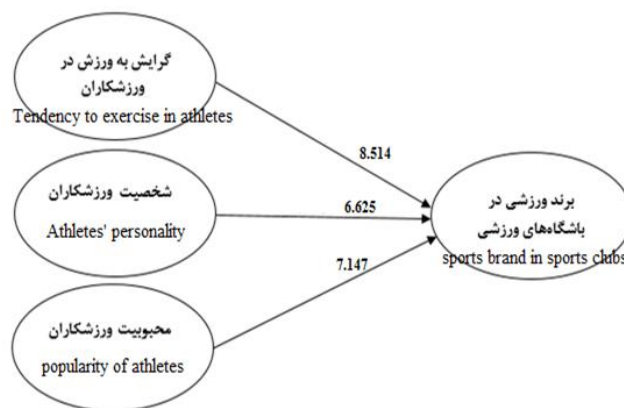 گرایش به ورزش در
ورزشکاران
Tendency to exercise in athletes
8.514
شخصیت ورزشکاران
Athletes' personality
6.625
برند ورزشی در
باشگاه‌های ورزشی
sports brand in sports clubs
7.147
محبوبیت ورزشکاران
popularity of athletes